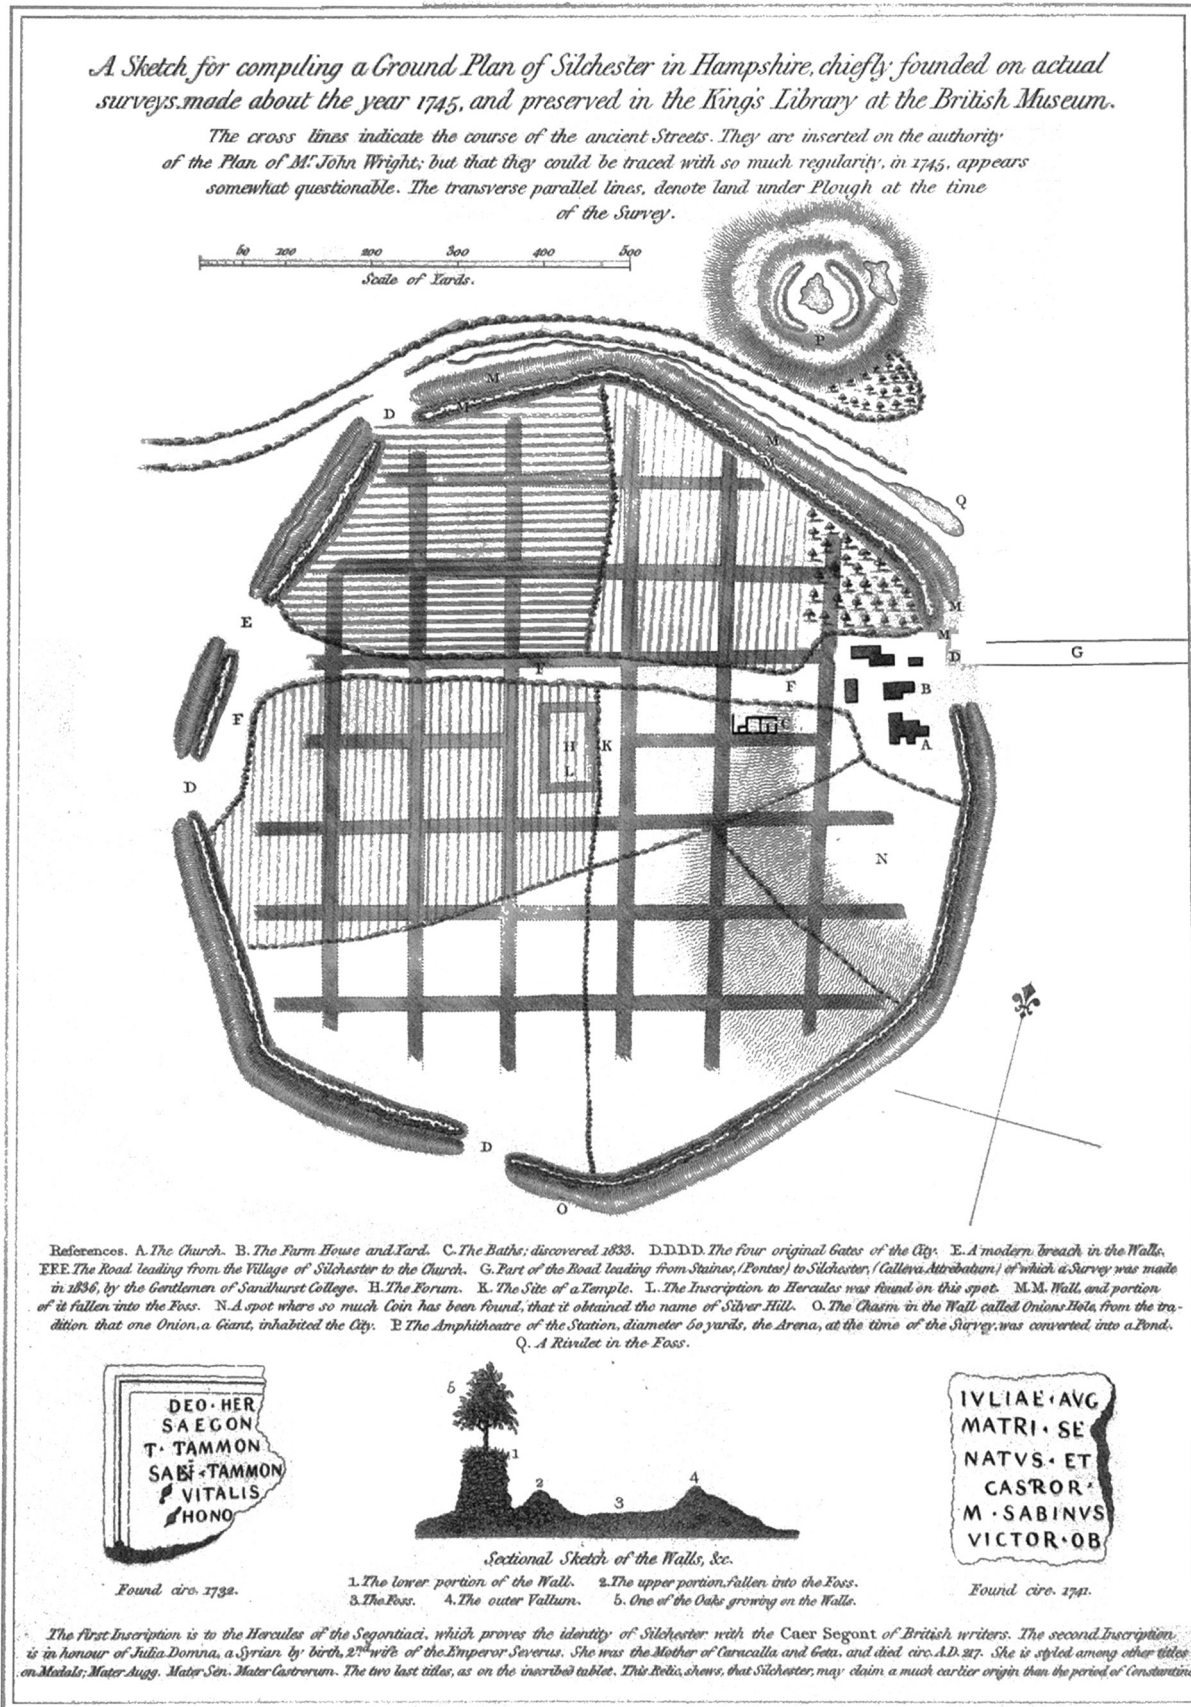 A Sketch for compiling a Ground Plan of Silchester in Hampshire, chiefly founded on actual
surveys made about the year 1745, and preserved in the King's Library at the British Museum.
The cross lines indicate the course of the ancient Streets. They are inserted on the authority
of the Plan of Mr. John Wright; but that they could be traced with so much regularity, in 1745, appears
somewhat questionable. The transverse parallel lines, denote land under Plough at the time
of the Survey.
50 100 200 300 400 500
Scale of Yards.
P
M
D
M
M
M
Q
E
M
M
D
G
F
F
B
F
C
A
H
K
L
D
N
D
O
References. A. The Church. B. The Farm House and Yard. C. The Baths; discovered 1833. D.D.D.D. The four original Gates of the City. E. A modern breach in the Walls.
F.F.F. The Road leading from the Village of Silchester to the Church. G. Part of the Road leading from Staines, (Pontes) to Silchester, (Calleva Attrebatum) of which a Survey was made
in 1836, by the Gentlemen of Sandhurst College. H. The Forum. K. The Site of a Temple. L. The Inscription to Hercules was found on this spot. M.M. Wall, and portion
of it fallen into the Foss. N. A spot where so much Coin has been found, that it obtained the name of Silver Hill. O. The Chasm in the Wall called Onions Hole, from the tra-
dition that one Onion, a Giant, inhabited the City. P. The Amphitheatre of the Station, diameter 50 yards, the Arena, at the time of the Survey, was converted into a Pond.
Q. A Rivulet in the Foss.
DEO·HER
SAEGON
T· TAMMON
SAEI·TAMMON
VITALIS
HONO
Found circ. 1732.
5
1
2
3
4
Sectional Sketch of the Walls, &c.
1. The lower portion of the Wall. 2. The upper portion, fallen into the Foss.
3. The Foss. 4. The outer Vallum. 5. One of the Oaks growing on the Walls.
IVLIAE·AVG
MATRI·SE
NATVS·ET
CASTROR·
M·SABINVS
VICTOR·OB
Found circ. 1741.
The first Inscription is to the Hercules of the Segontiaci, which proves the identity of Silchester with the Caer Segont of British writers. The second Inscription
is in honour of Julia Domna, a Syrian by birth, 2nd wife of the Emperor Severus. She was the Mother of Caracalla and Geta, and died circ. A.D. 217. She is styled among other titles
on Medals; Mater Augg. Mater Sen. Mater Castrorum. The two last titles, as on the inscribed tablet. This Relic, shews, that Silchester, may claim a much earlier origin than the period of Constantine